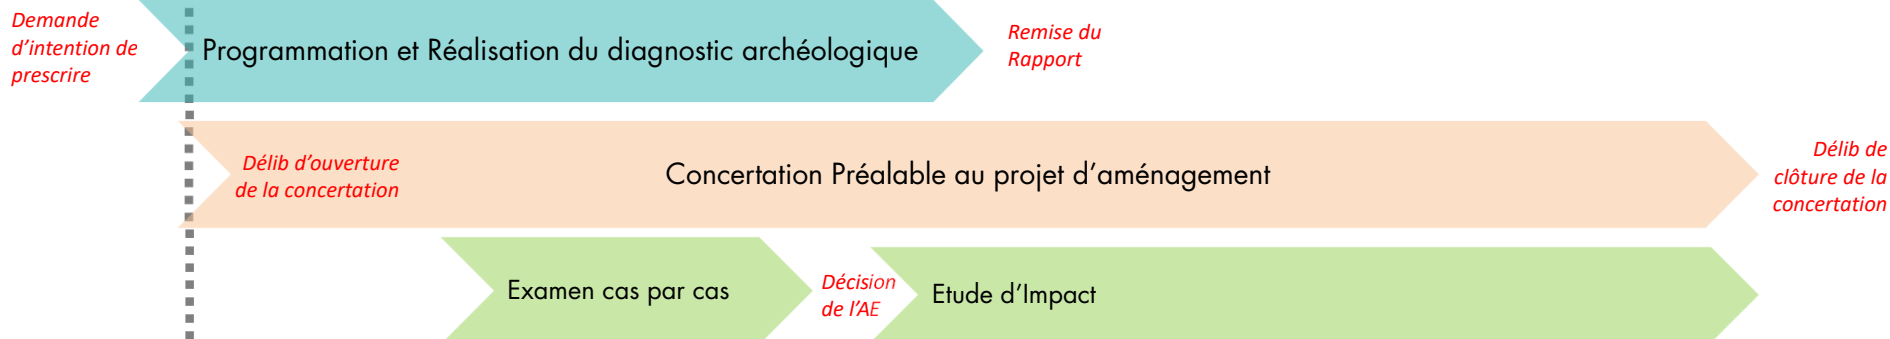 Demande
d’intention de
prescrire
Programmation et Réalisation du diagnostic archéologique
Remise du
Rapport
Délib d’ouverture
de la concertation
Concertation Préalable au projet d’aménagement
Délib de
clôture de la
concertation
Examen cas par cas
Décision
de l’AE
Etude d’Impact